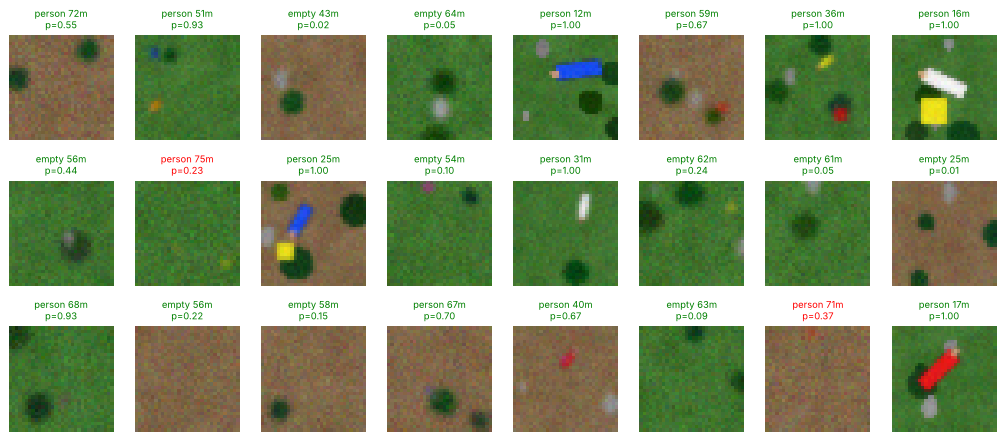 person 72m
p=0.55
person 51m
p=0.93
empty 43m
p=0.02
empty 64m
p=0.05
person 12m
p=1.00
person 59m
p=0.67
person 36m
p=1.00
person 16m
p=1.00
empty 56m
p=0.44
person 75m
p=0.23
person 25m
p=1.00
empty 54m
p=0.10
person 31m
p=1.00
empty 62m
p=0.24
empty 61m
p=0.05
empty 25m
p=0.01
person 68m
p=0.93
empty 56m
p=0.22
empty 58m
p=0.15
person 67m
p=0.70
person 40m
p=0.67
empty 63m
p=0.09
person 71m
p=0.37
person 17m
p=1.00